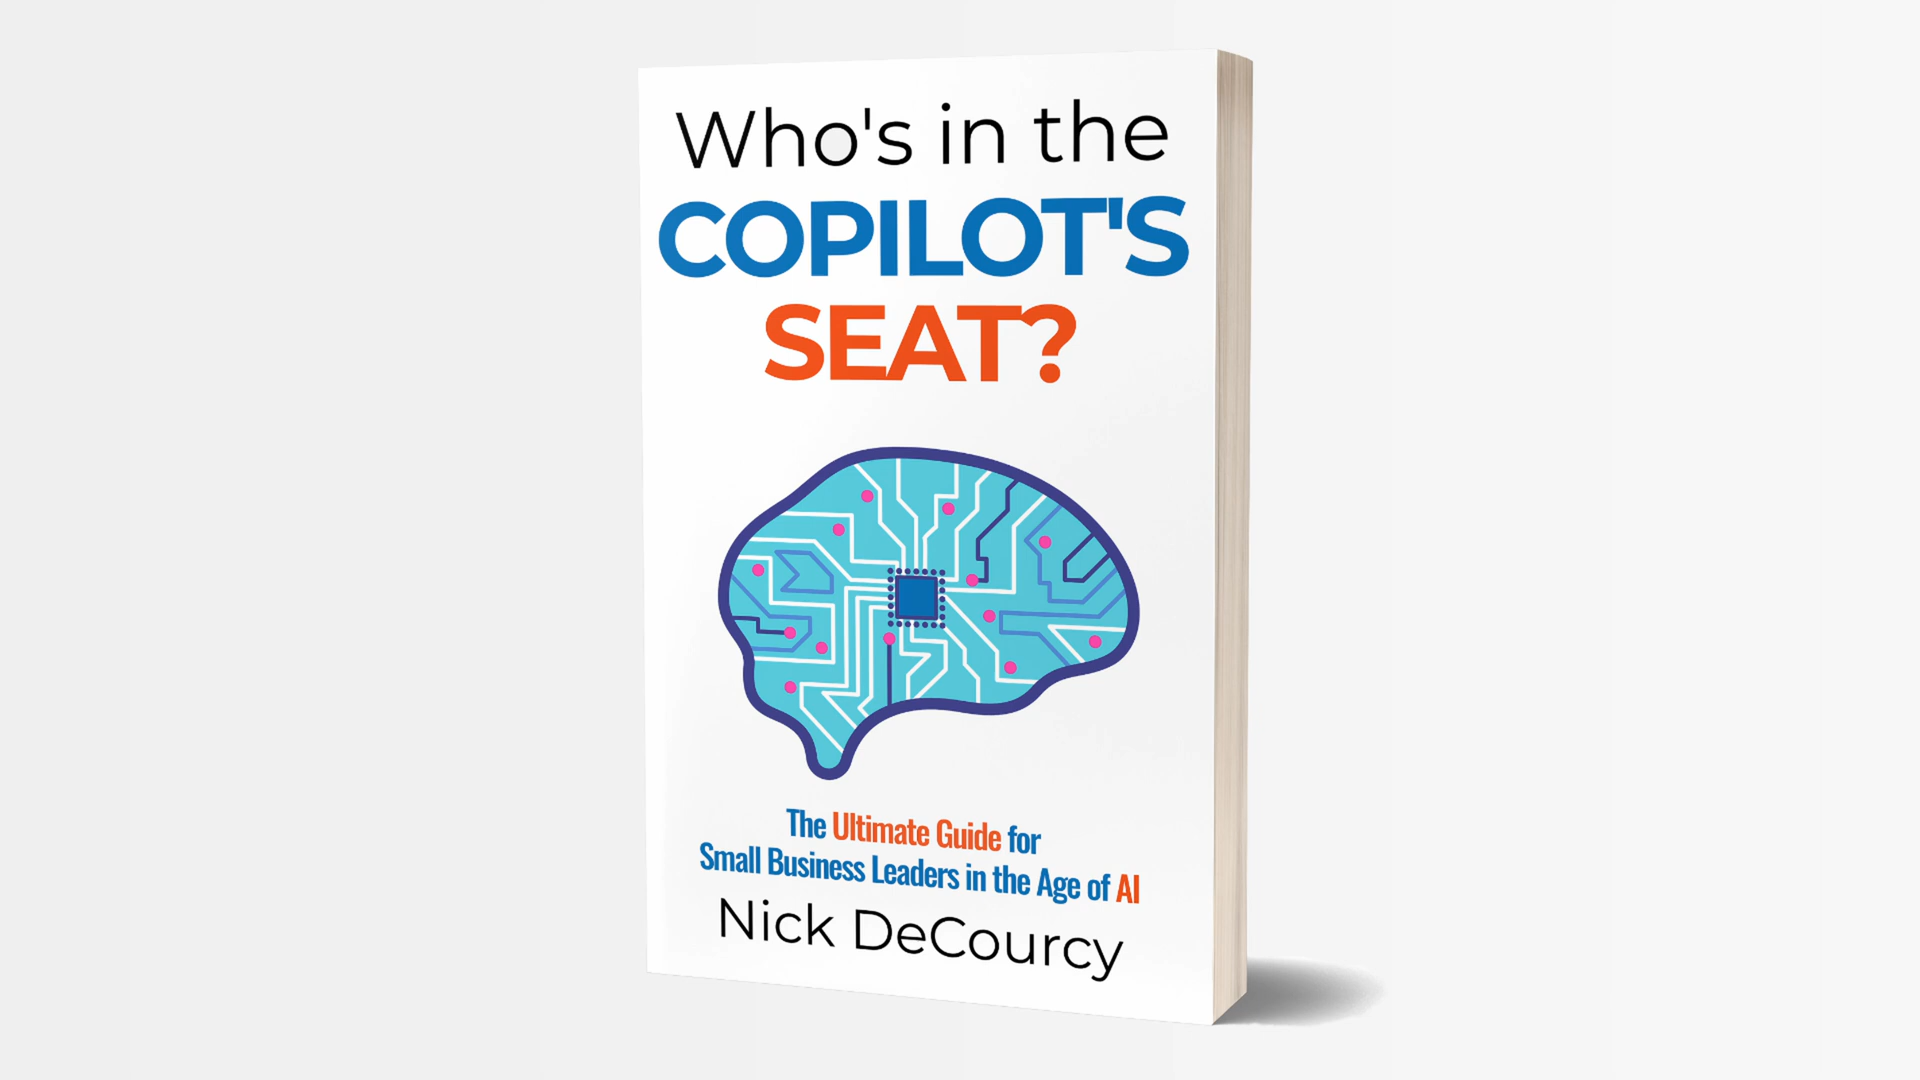 Who's in the
COPILOT'S
SEAT?
The Ultimate Guide for
Small Business Leaders in the Age of AI
Nick DeCourcy